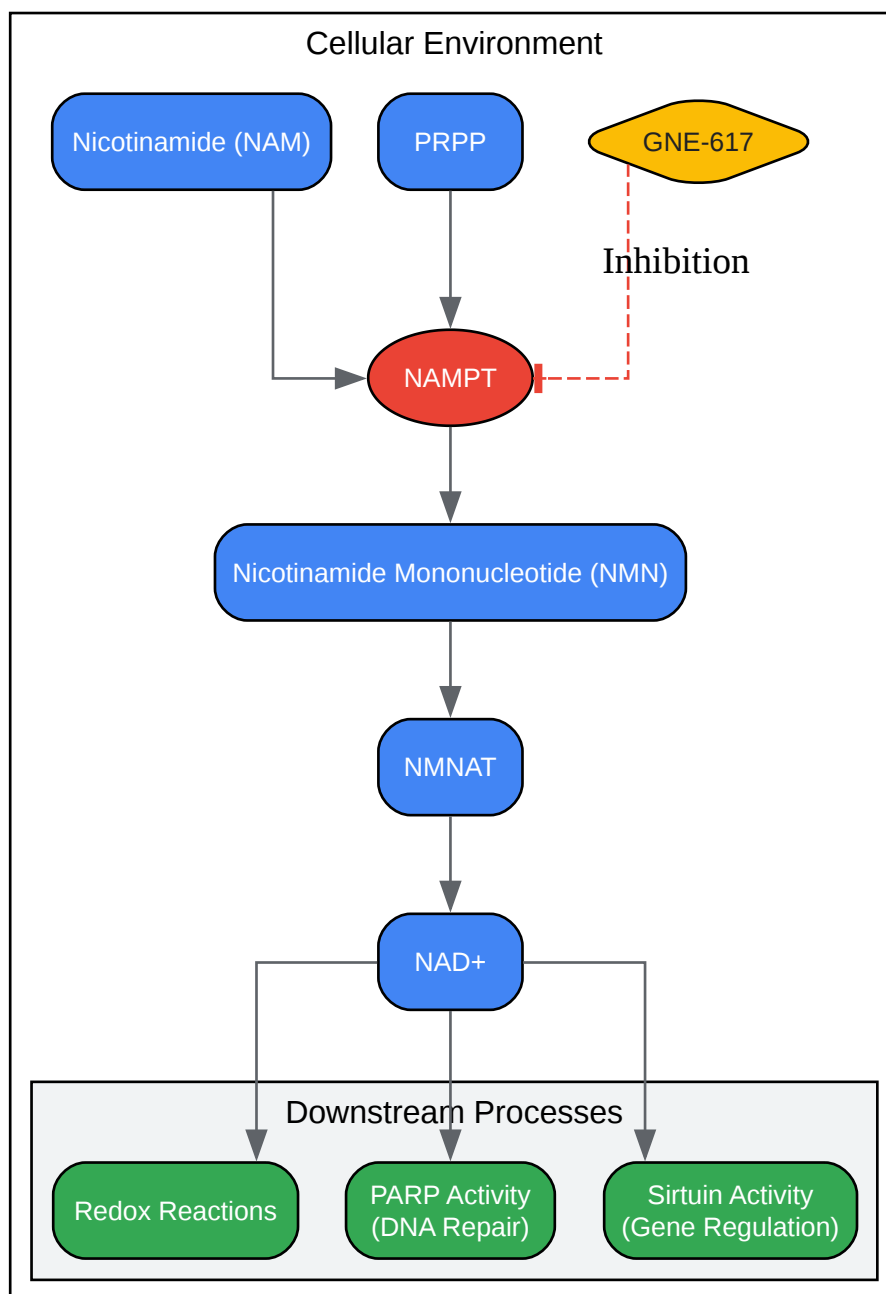 Cellular Environment
Nicotinamide (NAM)
PRPP
GNE-617
Inhibition
NAMPT
Nicotinamide Mononucleotide (NMN)
NMNAT
NAD+
Downstream Processes
Redox Reactions
PARP Activity
(DNA Repair)
Sirtuin Activity
(Gene Regulation)